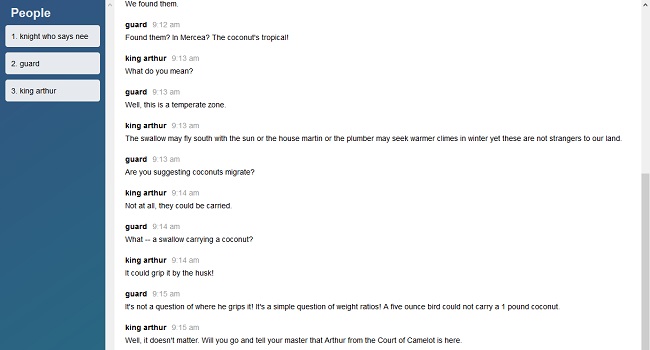 People
1. knight who says nee
2. guard
3. king arthur
We found them.
guard 9:12 am
Found them? In Mercea? The coconut's tropical!
king arthur 9:13 am
What do you mean?
guard 9:13 am
Well, this is a temperate zone.
king arthur 9:13 am
The swallow may fly south with the sun or the house martin or the plumber may seek warmer climes in winter yet these are not strangers to our land.
guard 9:13 am
Are you suggesting coconuts migrate?
king arthur 9:14 am
Not at all, they could be carried.
guard 9:14 am
What -- a swallow carrying a coconut?
king arthur 9:14 am
It could grip it by the husk!
guard 9:15 am
It's not a question of where he grips it! It's a simple question of weight ratios! A five ounce bird could not carry a 1 pound coconut.
king arthur 9:15 am
Well, it doesn't matter. Will you go and tell your master that Arthur from the Court of Camelot is here.